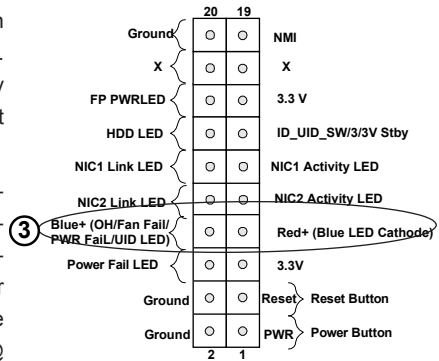 20 19
Ground NMI
X X
FP PWRLED 3.3 V
HDD LED ID_UID_SW/3/3V Stby
NIC1 Link LED NIC1 Activity LED
NIC2 Link LED NIC2 Activity LED
3
Blue+ (OH/Fan Fail/
PWR FaiL/UID LED)
Red+ (Blue LED Cathode)
Power Fail LED 3.3V
Ground Reset Reset Button
Ground PWR Power Button
2 1